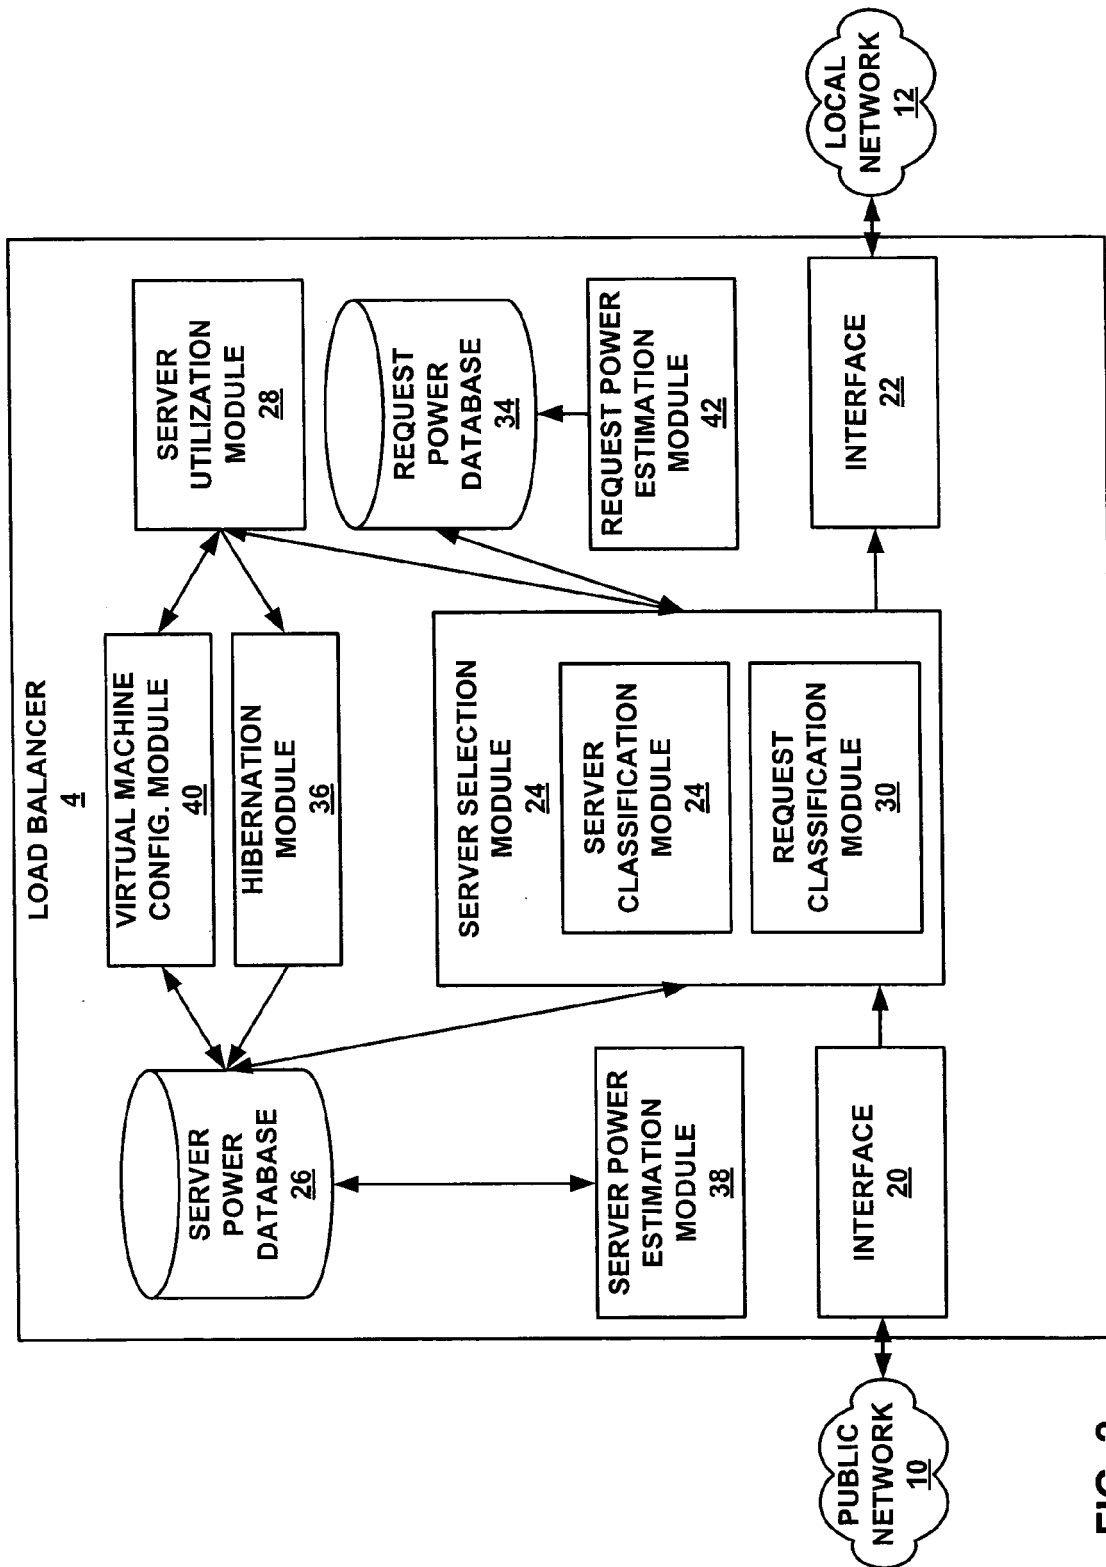 LOAD BALANCER
4
VIRTUAL MACHINE
CONFIG. MODULE
40
HIBERNATION
MODULE
36
SERVER
POWER
DATABASE
26
SERVER
UTILIZATION
MODULE
28
REQUEST
POWER
DATABASE
34
SERVER SELECTION
MODULE
24
SERVER
CLASSIFICATION
MODULE
24
REQUEST
CLASSIFICATION
MODULE
30
SERVER POWER
ESTIMATION
MODULE
38
REQUEST POWER
ESTIMATION
MODULE
42
PUBLIC
NETWORK
10
INTERFACE
20
INTERFACE
22
LOCAL
NETWORK
12
FIG.